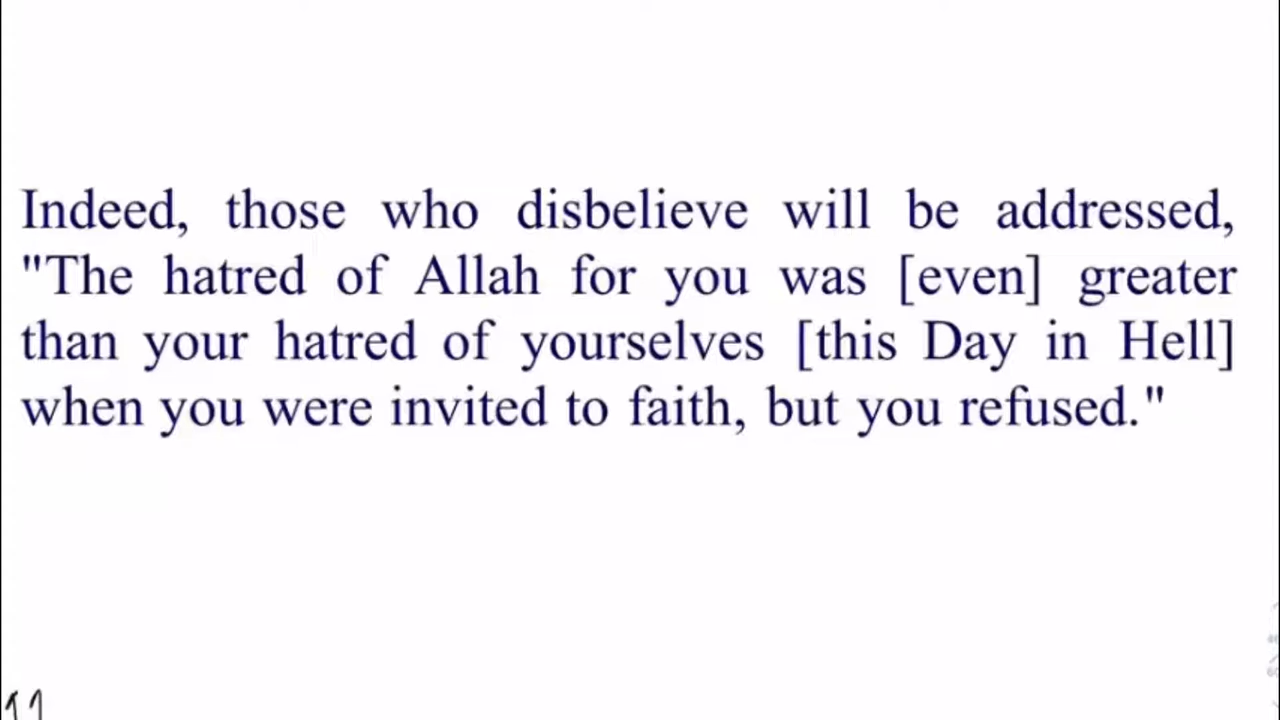 Indeed, those who disbelieve will be addressed,
"The hatred of Allah for you was [even] greater
than your hatred of yourselves [this Day in Hell]
when you were invited to faith, but you refused."